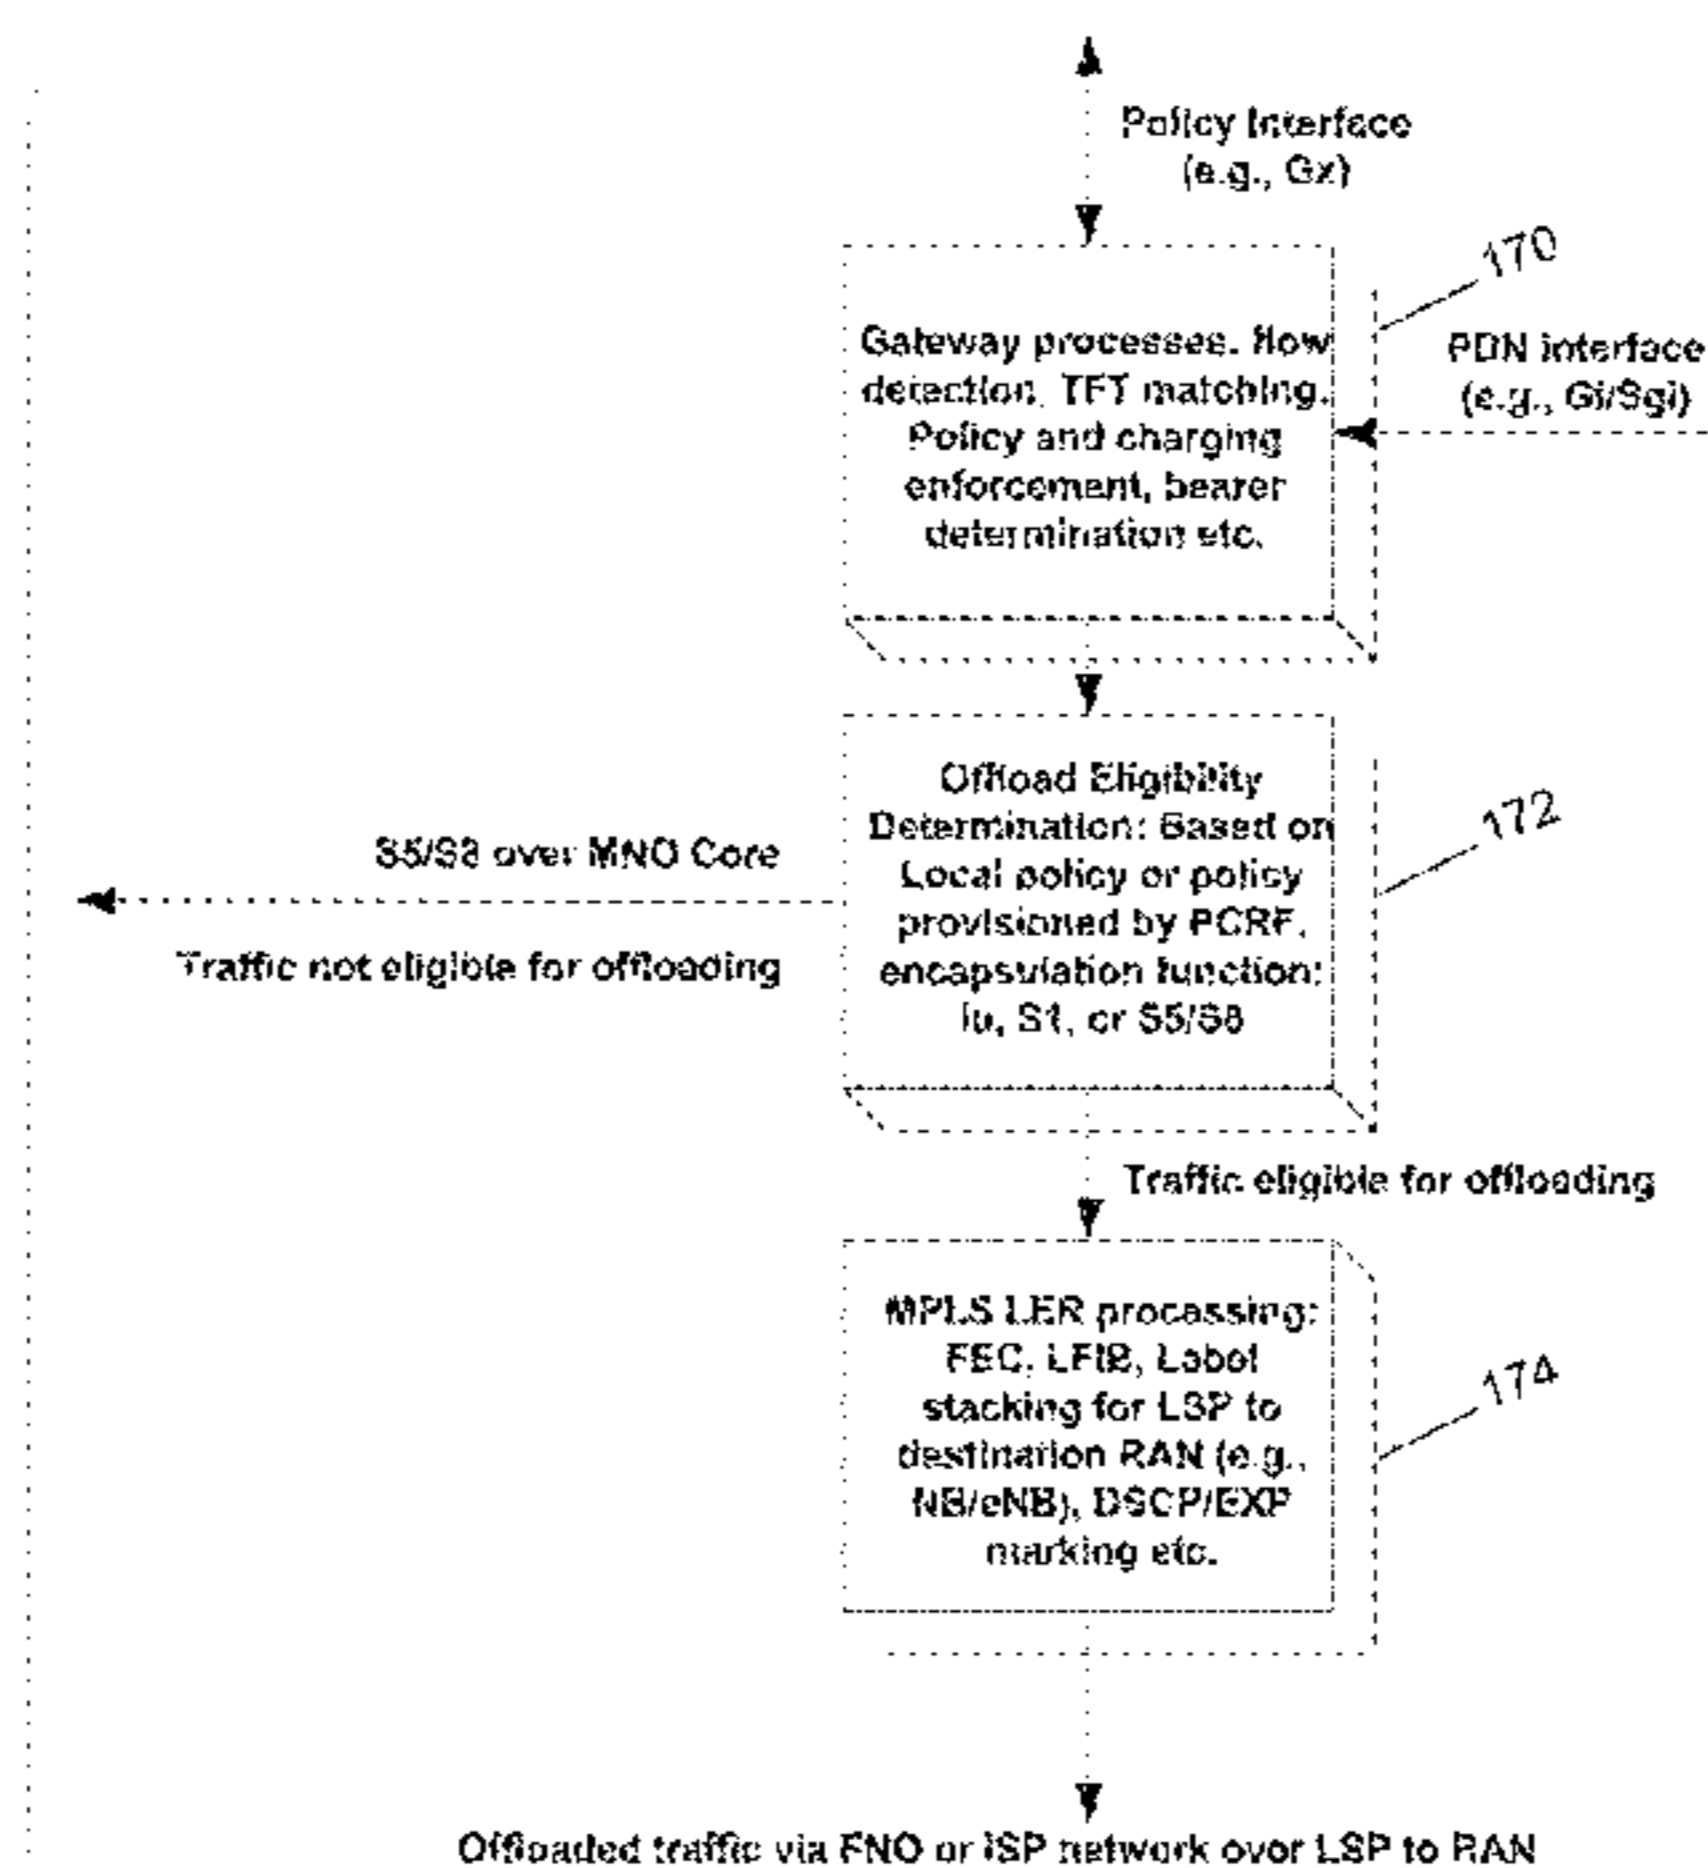 Policy Interface
(e.g., Gx)
170
Gateway processes. flow
detection, TFT matching.
Policy and charging
enforcement, bearer
determination etc.
PDN interface
(e.g., Gi/Sgi)
172
Offload Eligibility
Determination: Based on
Local policy or policy
provisioned by PCRF.
encapsulation function:
Iu, S1, or S5/S8
S5/S8 over MNO Core
Traffic not eligible for offloading
Traffic eligible for offloading
174
MPLS LER processing:
FEC, LFIB, Label
stacking for LSP to
destination RAN (e.g.,
NB/eNB), DSCP/EXP
marking etc.
Offloaded traffic via FNO or ISP network over LSP to RAN